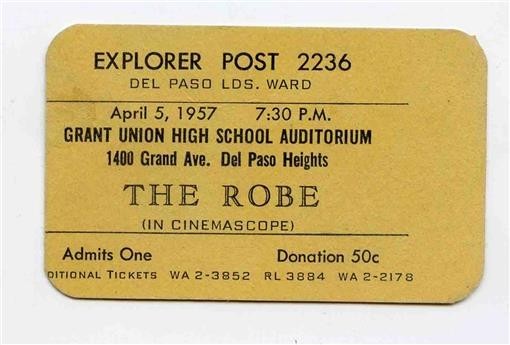 EXPLORER POST 2236
DEL PASO LDS. WARD
April 5, 1957 7:30 P.M.
GRANT UNION HIGH SCHOOL AUDITORIUM
1400 Grand Ave. Del Paso Heights
THE ROBE
(IN CINEMASCOPE)
Admits One Donation 50c
DITIONAL TICKETS WA 2-3852 RL 3884 WA 2-2178